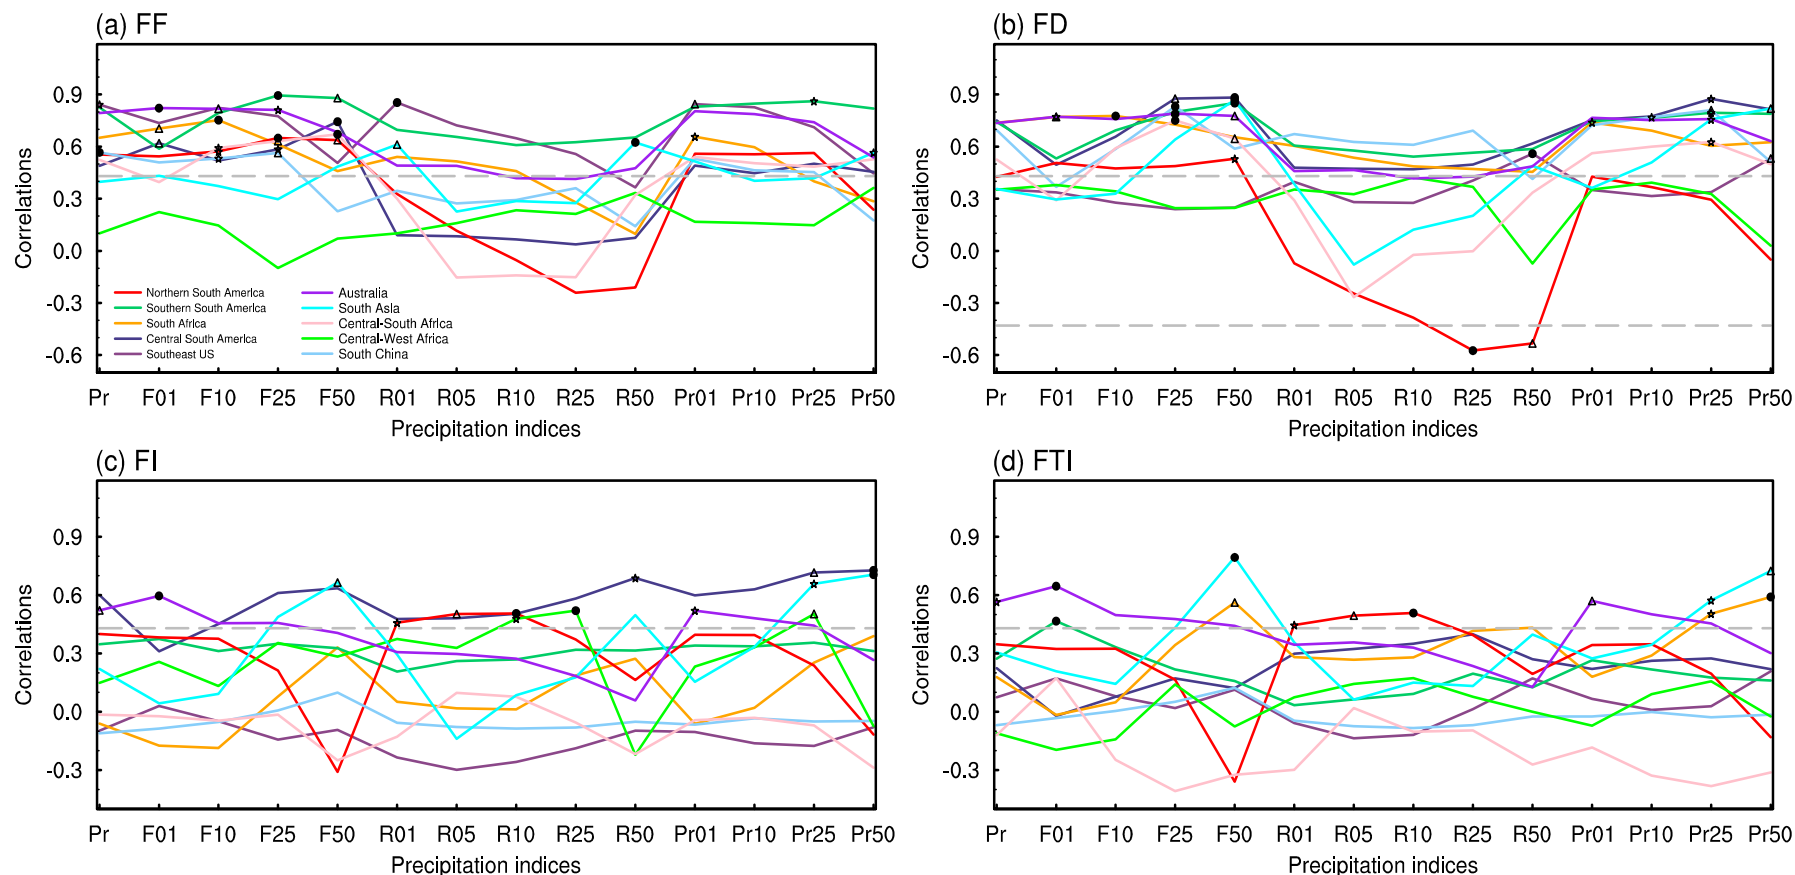 (a) FF
Correlations
0.9
0.6
0.3
0.0
-0.3
-0.6
Northern South America
Southern South America
South Africa
Central South America
Southeast US
Australia
South Asia
Central-South Africa
Central-West Africa
South China
Pr F01 F10 F25 F50 R01 R05 R10 R25 R50 Pr01 Pr10 Pr25 Pr50
Precipitation indices
(b) FD
Correlations
0.9
0.6
0.3
0.0
-0.3
-0.6
Pr F01 F10 F25 F50 R01 R05 R10 R25 R50 Pr01 Pr10 Pr25 Pr50
Precipitation indices
(c) FI
Correlations
0.9
0.6
0.3
0.0
-0.3
Pr F01 F10 F25 F50 R01 R05 R10 R25 R50 Pr01 Pr10 Pr25 Pr50
Precipitation indices
(d) FTI
Correlations
0.9
0.6
0.3
0.0
-0.3
Pr F01 F10 F25 F50 R01 R05 R10 R25 R50 Pr01 Pr10 Pr25 Pr50
Precipitation indices